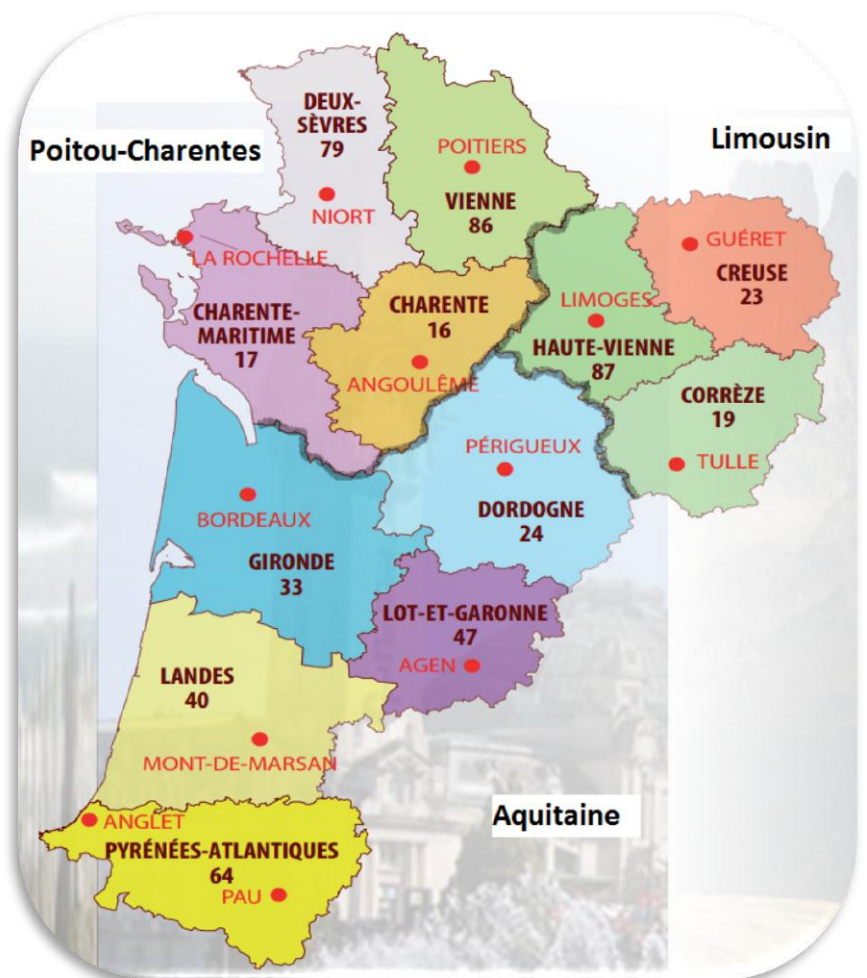 DEUX-
SÈVRES
79
Poitou-Charentes
Limousin
POITIERS
VIENNE
86
NIORT
LA ROCHELLE
GUÉRET
CREUSE
23
CHARENTE-
MARITIME
17
CHARENTE
16
ANGOULÊME
LIMOGES
HAUTE-VIENNE
87
CORRÈZE
19
TULLE
PÉRIGUEUX
DORDOGNE
24
BORDEAUX
GIRONDE
33
LOT-ET-GARONNE
47
AGEN
LANDES
40
MONT-DE-MARSAN
Aquitaine
ANGLET
PYRÉNÉES-ATLANTIQUES
64
PAU